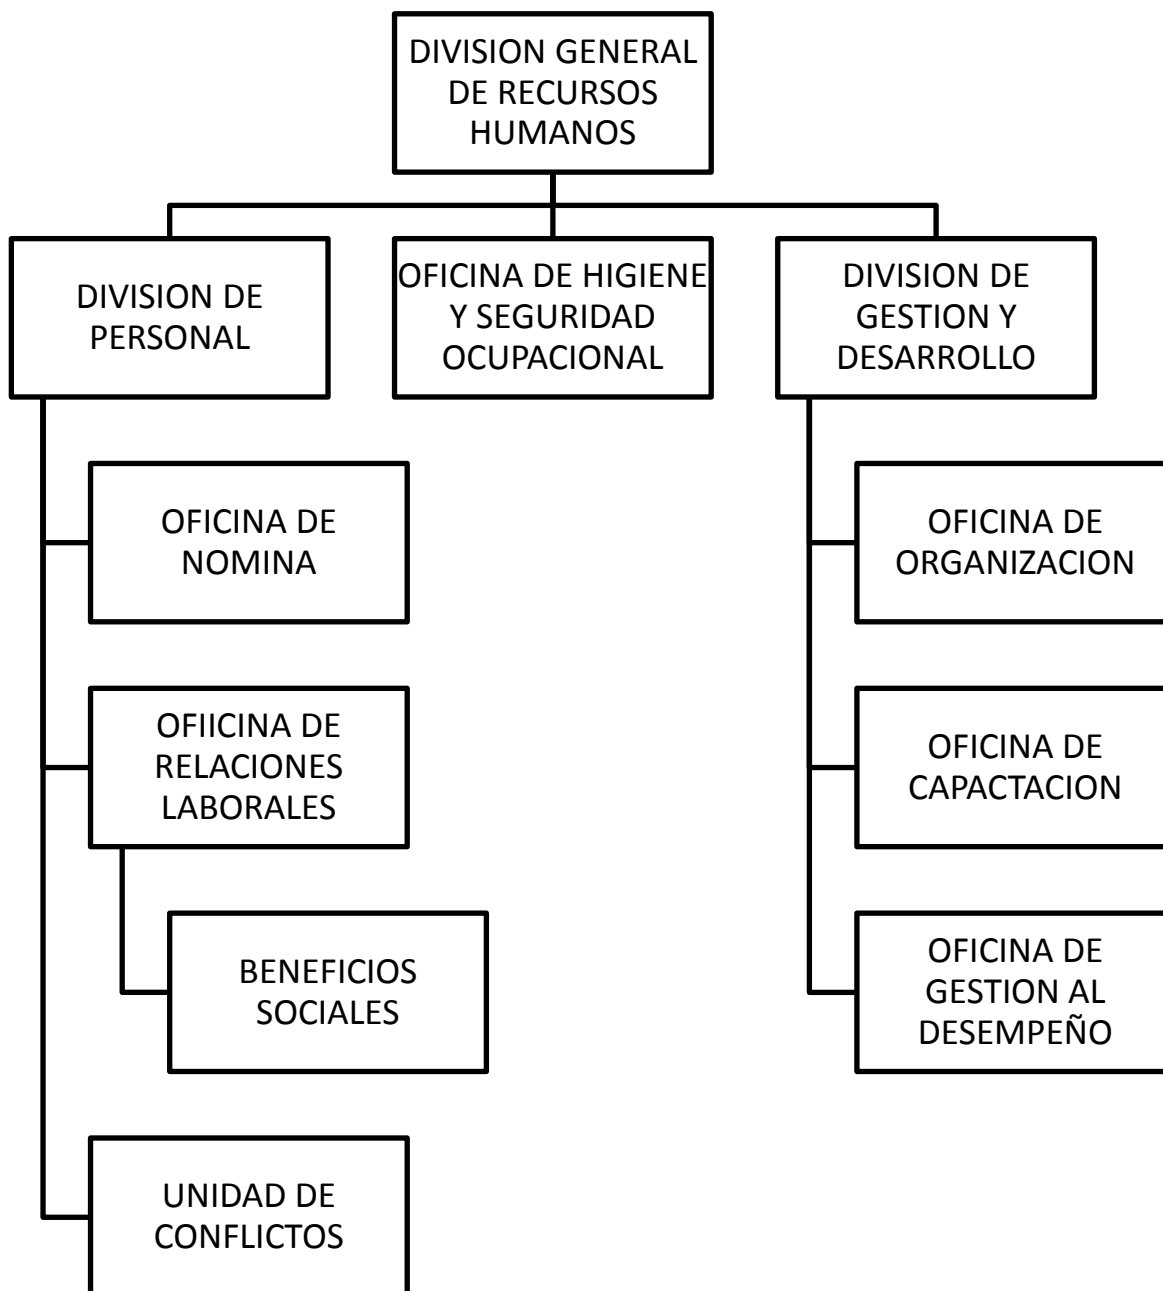 DIVISION GENERAL
DE RECURSOS
HUMANOS
DIVISION DE
PERSONAL
OFICINA DE HIGIENE
Y SEGURIDAD
OCUPACIONAL
DIVISION DE
GESTION Y
DESARROLLO
OFICINA DE
NOMINA
OFIICINA DE
RELACIONES
LABORALES
BENEFICIOS
SOCIALES
UNIDAD DE
CONFLICTOS
OFICINA DE
ORGANIZACION
OFICINA DE
CAPACTACION
OFICINA DE
GESTION AL
DESEMPEÑO